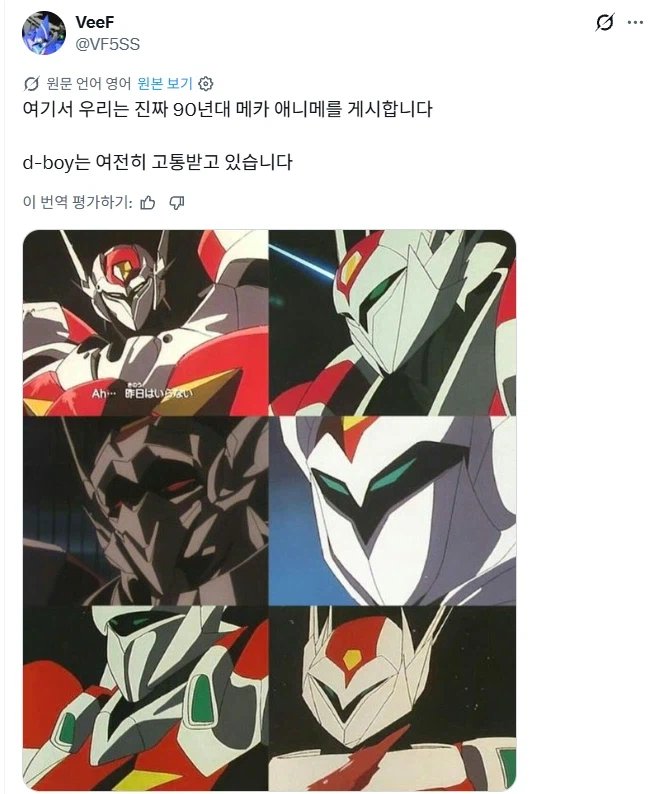 VeeF
@VF5SS
원문 언어 영어 원본 보기
여기서 우리는 진짜 90년대 메카 애니메를 게시합니다
d-boy는 여전히 고통받고 있습니다
이 번역 평가하기:
きのう
Ah… 昨日はいらない